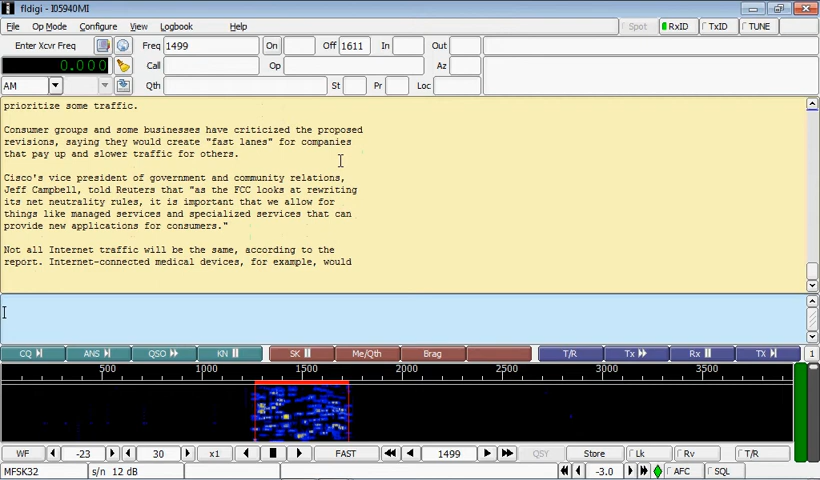 fldigi - I05940MI
File Op Mode Configure View Logbook Help Spot RxID TxID TUNE
Enter Xcvr Freq Freq 1499 On Off 1611 In Out
0.000 Call Op Az
AM Qth St Pr Loc
prioritize some traffic.
Consumer groups and some businesses have criticized the proposed
revisions, saying they would create "fast lanes" for companies
that pay up and slower traffic for others.
Cisco's vice president of government and community relations,
Jeff Campbell, told Reuters that "as the FCC looks at rewriting
its net neutrality rules, it is important that we allow for
things like managed services and specialized services that can
provide new applications for consumers."
Not all Internet traffic will be the same, according to the
report. Internet-connected medical devices, for example, would
CQ ANS QSO KN SK Me/Qth Brag T/R Tx Rx TX 1
500 1000 1500 2000 2500 3000 3500
WF -23 30 x1 FAST 1499 QSY Store Lk Rv T/R
MFSK32 s/n 12 dB -3.0 AFC SQL